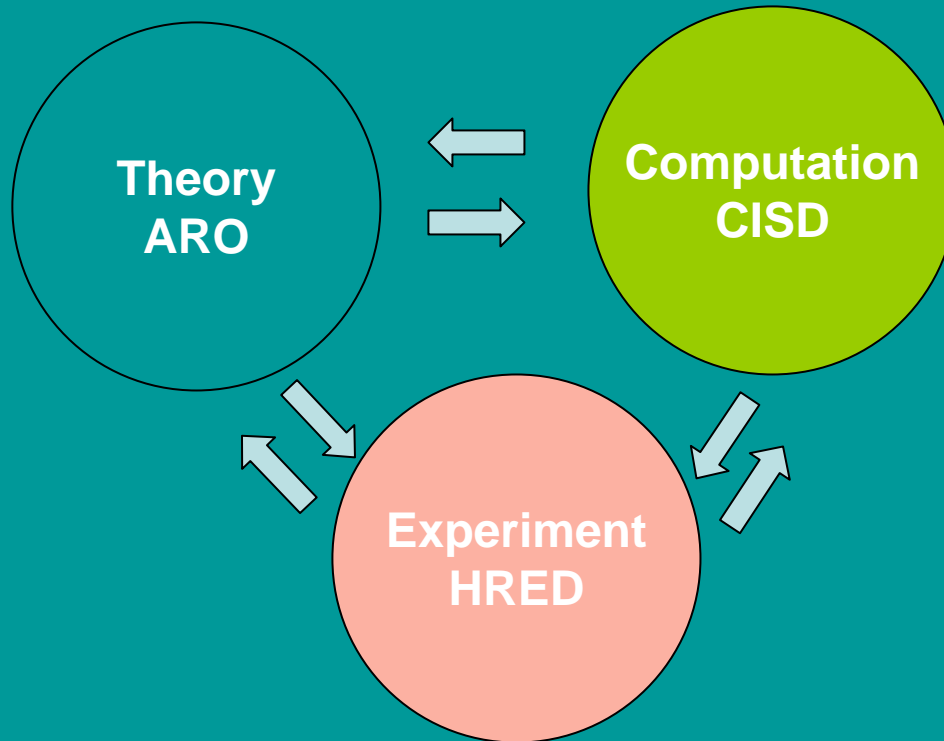 Theory
ARO
Computation
CISD
Experiment
HRED